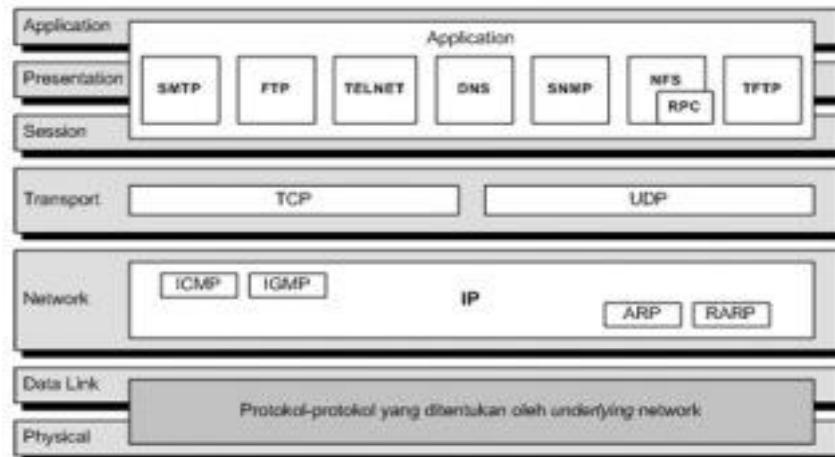 Application
Application
Presentation
SMTP FTP TELNET DNS SNMP NFS TFTP
RPC
Session
Transport TCP UDP
ICMP IGMP
Network IP
ARP RARP
Data Link
Protokol-protokol yang ditentukan oleh underlying network
Physical